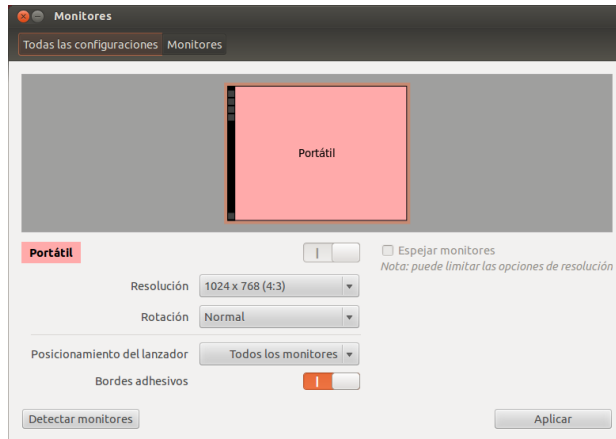 Monitores
Todas las configuraciones Monitores
Portátil
Portátil
Espejar monitores
Nota: puede limitar las opciones de resolución
Resolución 1024 x 768 (4:3)
Rotación Normal
Posicionamiento del lanzador Todos los monitores
Bordes adhesivos
Detectar monitores Aplicar